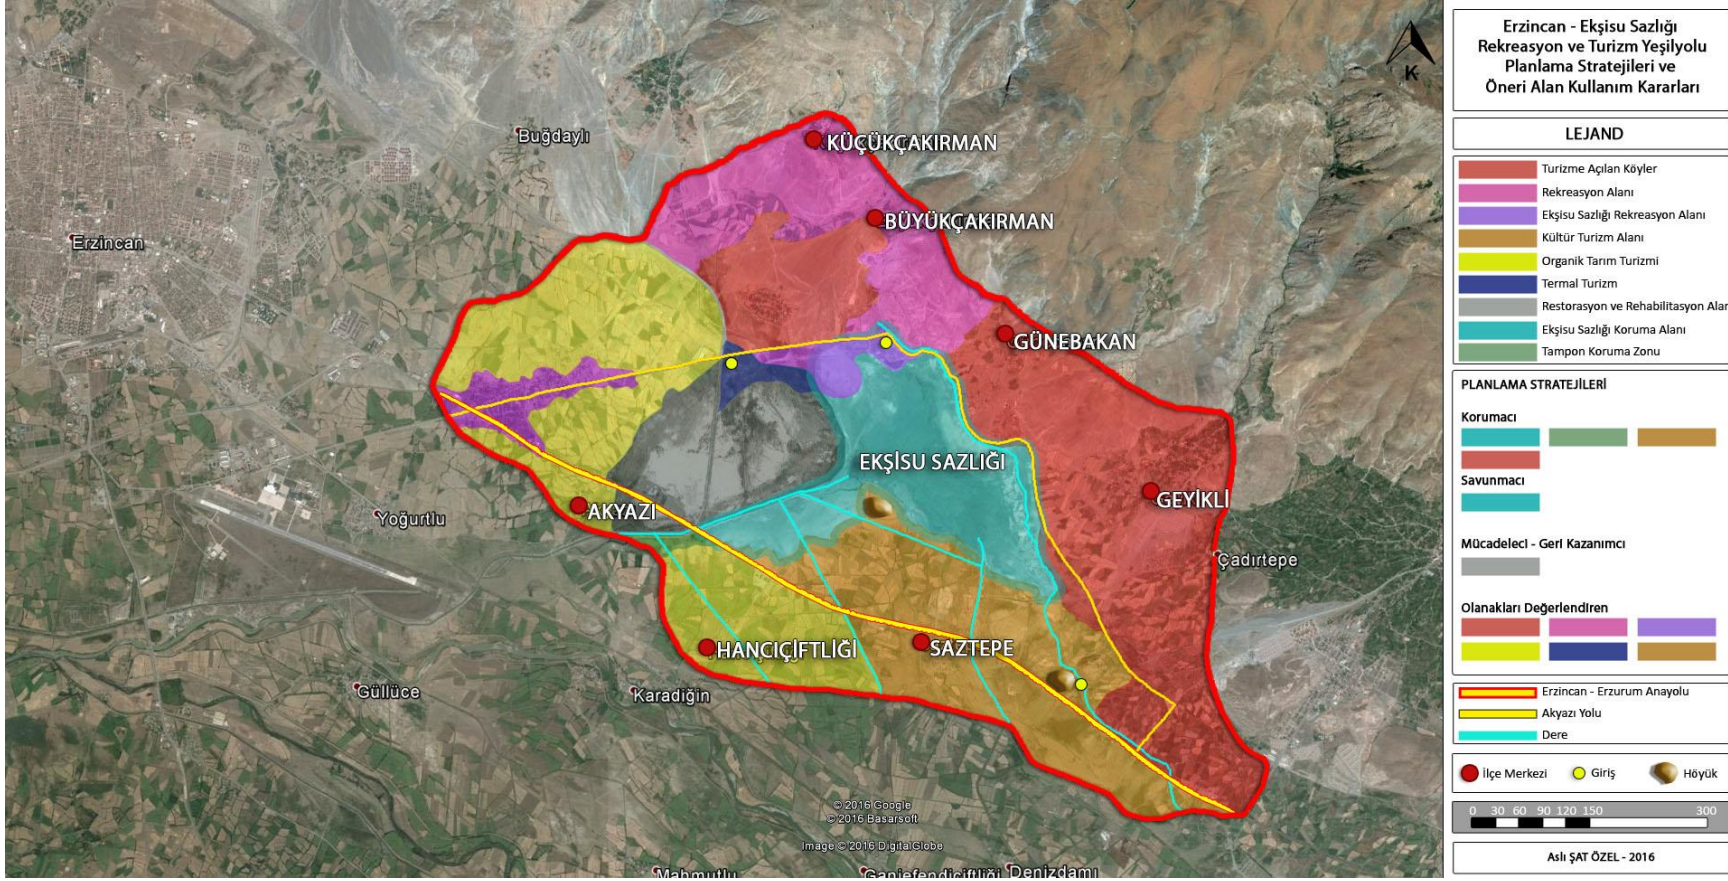 Buğdaylı
KÜÇÜKÇAKIRMAN
BÜYÜKÇAKIRMAN
Erzincan
GÜNEBAKAN
EKŞİSU SAZLIĞI
GEYİKLİ
AKYAZI
Yoğurtlu
Çadırtepe
HANCIÇİFTLİĞİ
SAZTEPE
Güllüce
Karadiğin
© 2016 Google
© 2016 Basarsoft
Image © 2016 DigitalGlobe
Mahmutlu
Ganiefendiçiftliği
Denizdamı
K
Erzincan - Ekşisu Sazlığı
Rekreasyon ve Turizm Yeşilyolu
Planlama Stratejileri ve
Öneri Alan Kullanım Kararları
LEJAND
Turizme Açılan Köyler
Rekreasyon Alanı
Ekşisu Sazlığı Rekreasyon Alanı
Kültür Turizm Alanı
Organik Tarım Turizmi
Termal Turizm
Restorasyon ve Rehabilitasyon Alan
Ekşisu Sazlığı Koruma Alanı
Tampon Koruma Zonu
PLANLAMA STRATEJİLERİ
Korumacı
Savunmacı
Mücadeleci - Geri Kazanımcı
Olanakları Değerlendiren
Erzincan - Erzurum Anayolu
Akyazı Yolu
Dere
İlçe Merkezi Giriş Höyük
0 30 60 90 120 150 300
Aslı ŞAT ÖZEL - 2016